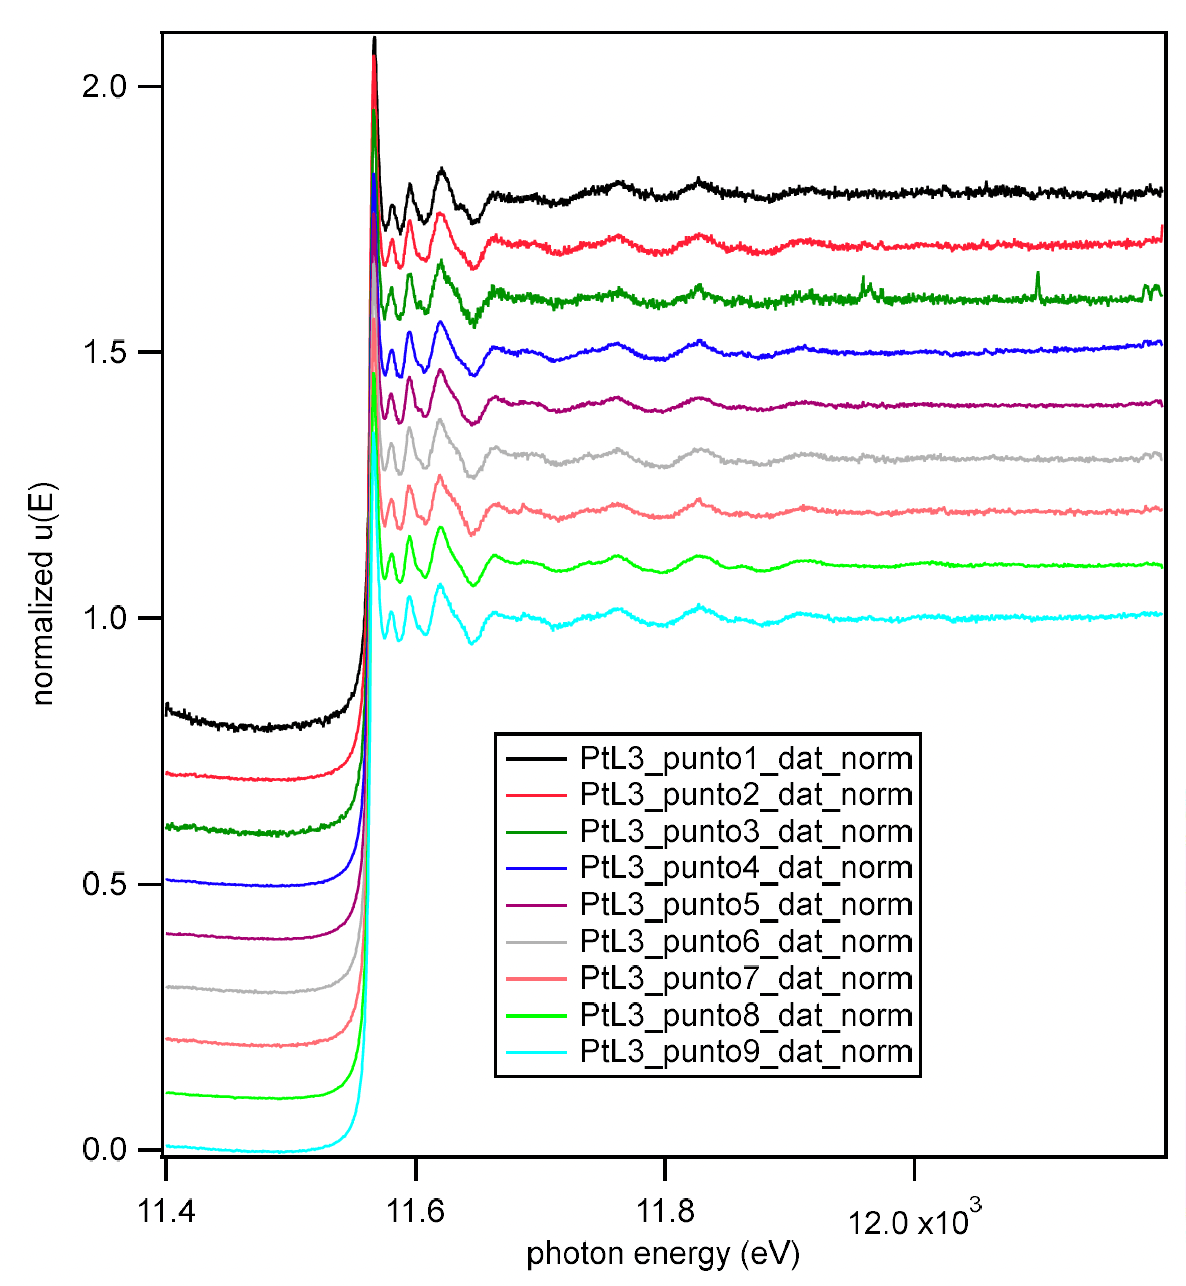 2.0
1.5
1.0
0.5
0.0
normalized u(E)
PtL3_punto1_dat_norm
PtL3_punto2_dat_norm
PtL3_punto3_dat_norm
PtL3_punto4_dat_norm
PtL3_punto5_dat_norm
PtL3_punto6_dat_norm
PtL3_punto7_dat_norm
PtL3_punto8_dat_norm
PtL3_punto9_dat_norm
11.4 11.6 11.8 12.0 x10³
photon energy (eV)